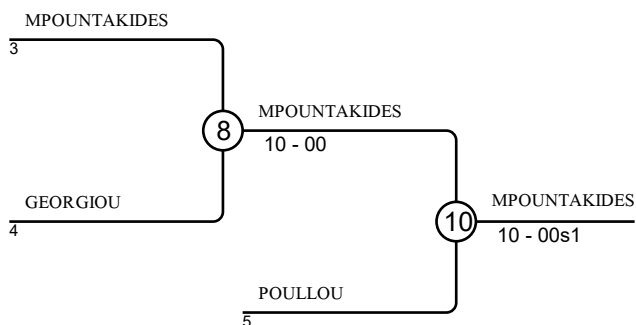 MPOUNTAKIDES
3
8
MPOUNTAKIDES
10 - 00
GEORGIOU
4
10
MPOUNTAKIDES
10 - 00s1
POULLOU
5